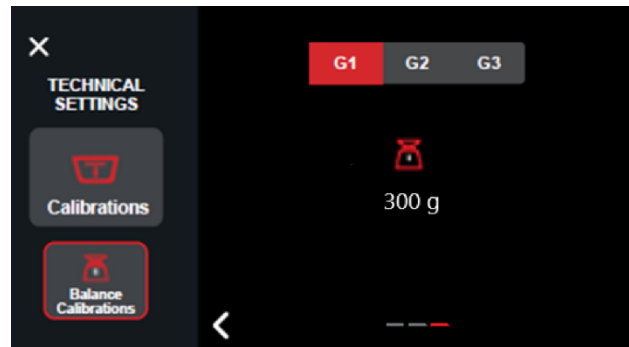 TECHNICAL
SETTINGS
Calibrations
Balance
Calibrations
G1 G2 G3
300 g